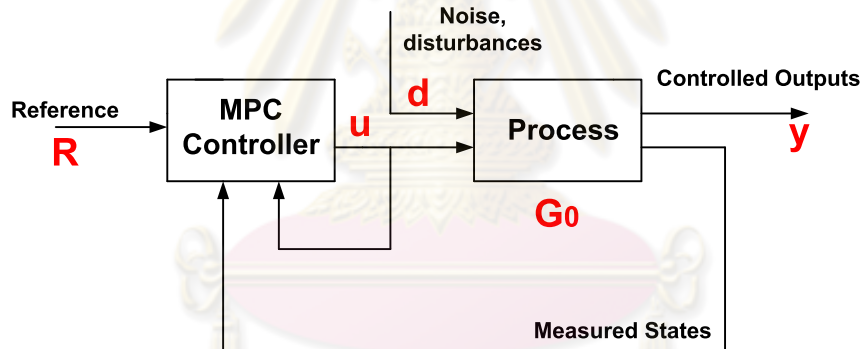 Noise,
disturbances
Controlled Outputs
Reference
R
MPC
Controller
u
d
Process
y
G0
Measured States